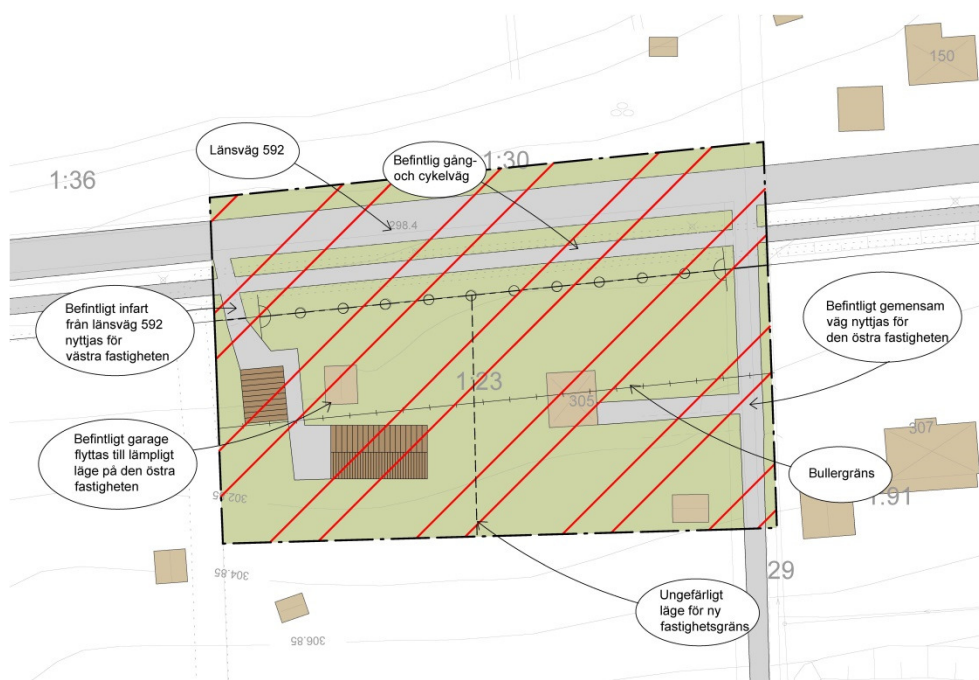 150
Länsväg 592
Befintlig gång-
och cykelväg
1:30
1:36
298.4
Befintligt infart
från länsväg 592
nyttjas för
västra fastigheten
Befintligt gemensam
väg nyttjas för
den östra fastigheten
1:23
305
307
Befintligt garage
flyttas till lämpligt
läge på den östra
fastigheten
Bullergräns
1:91
302.85
304.85
29
Ungefärligt
läge för ny
fastighetsgräns
306.85